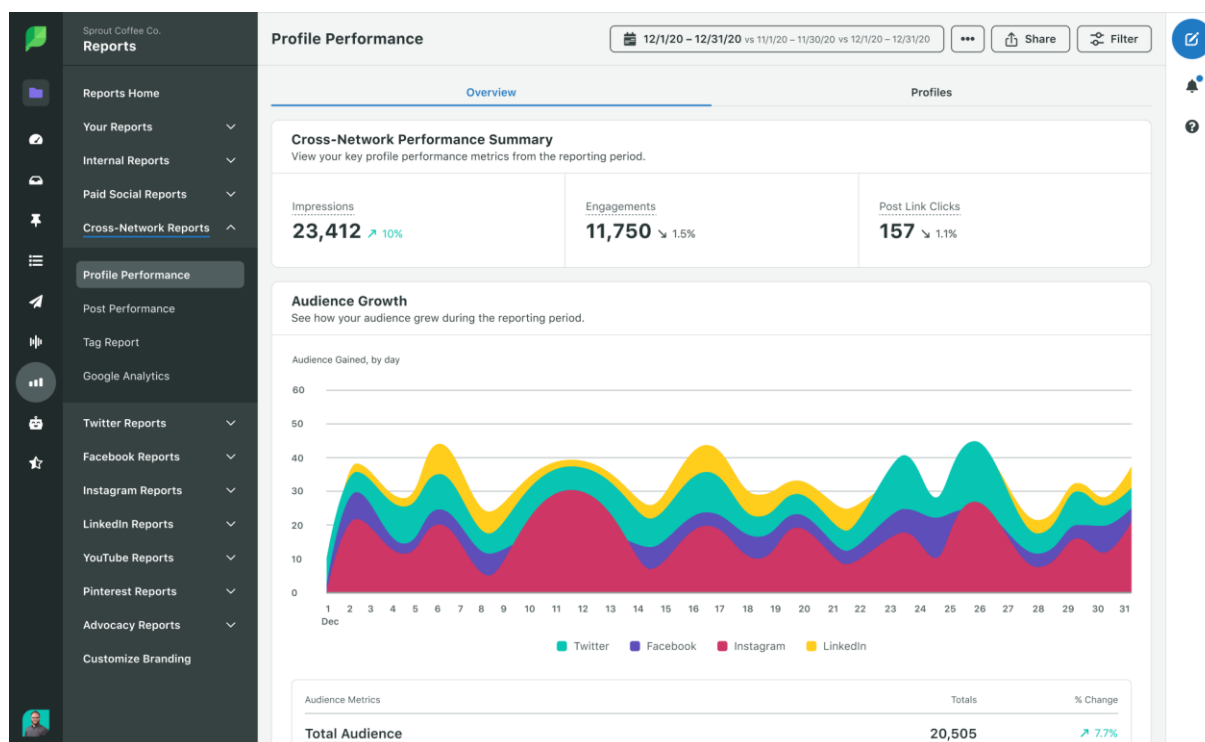 Sprout Coffee Co.
Reports
Reports Home
Your Reports
Internal Reports
Paid Social Reports
Cross-Network Reports
Profile Performance
Post Performance
Tag Report
Google Analytics
Twitter Reports
Facebook Reports
Instagram Reports
LinkedIn Reports
YouTube Reports
Pinterest Reports
Advocacy Reports
Customize Branding
Profile Performance
12/1/20 – 12/31/20 vs 11/1/20 – 11/30/20 vs 12/1/20 – 12/31/20
Share
Filter
Overview
Profiles
Cross-Network Performance Summary
View your key profile performance metrics from the reporting period.
Impressions
23,412 ↗ 10%
Engagements
11,750 ↘ 1.5%
Post Link Clicks
157 ↘ 1.1%
Audience Growth
See how your audience grew during the reporting period.
Audience Gained, by day
60
50
40
30
20
10
0
1 2 3 4 5 6 7 8 9 10 11 12 13 14 15 16 17 18 19 20 21 22 23 24 25 26 27 28 29 30 31
Dec
Twitter Facebook Instagram LinkedIn
Audience Metrics Totals % Change
Total Audience 20,505 ↗ 7.7%